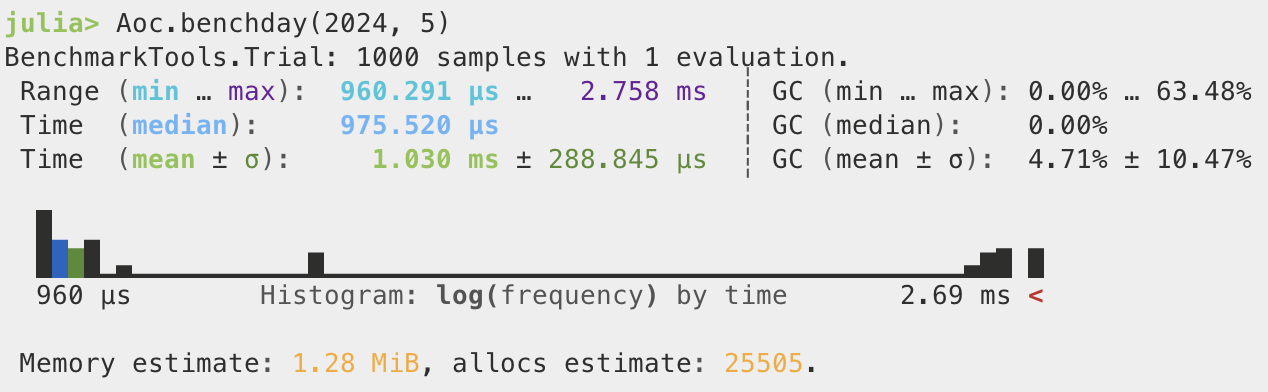 julia> Aoc.benchday(2024, 5)
BenchmarkTools.Trial: 1000 samples with 1 evaluation.
Range (min … max): 960.291 μs … 2.758 ms ┊ GC (min … max): 0.00% … 63.48%
Time (median): 975.520 μs ┊ GC (median): 0.00%
Time (mean ± σ): 1.030 ms ± 288.845 μs ┊ GC (mean ± σ): 4.71% ± 10.47%
960 μs Histogram: log(frequency) by time 2.69 ms <
Memory estimate: 1.28 MiB, allocs estimate: 25505.